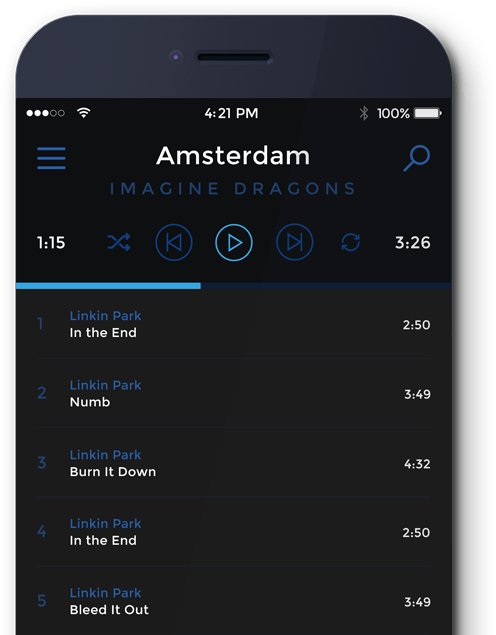 4:21 PM 100%
Amsterdam
IMAGINE DRAGONS
1:15 3:26
1 Linkin Park
In the End 2:50
2 Linkin Park
Numb 3:49
3 Linkin Park
Burn It Down 4:32
4 Linkin Park
In the End 2:50
5 Linkin Park
Bleed It Out 3:49